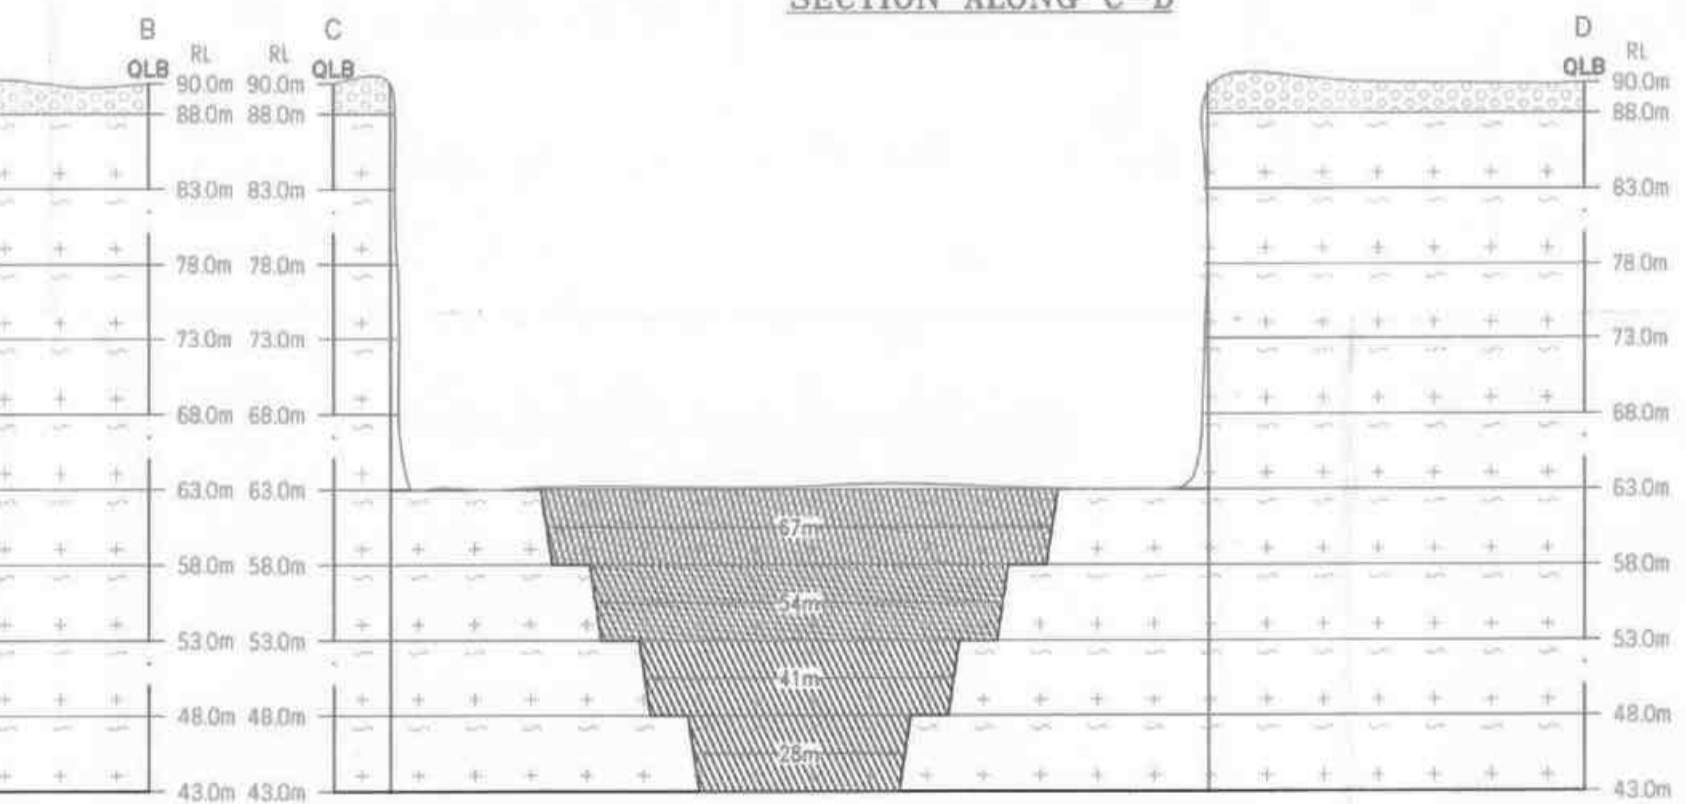 SECTION ALONG C-D
B C D
RL RL RL
QLB QLB QLB
90.0m 90.0m 90.0m
88.0m 88.0m 88.0m
83.0m 83.0m 83.0m
78.0m 78.0m 78.0m
73.0m 73.0m 73.0m
68.0m 68.0m 68.0m
63.0m 63.0m 63.0m
58.0m 58.0m 58.0m
54m
53.0m 53.0m 53.0m
41m
48.0m 48.0m 48.0m
28m
43.0m 43.0m 43.0m